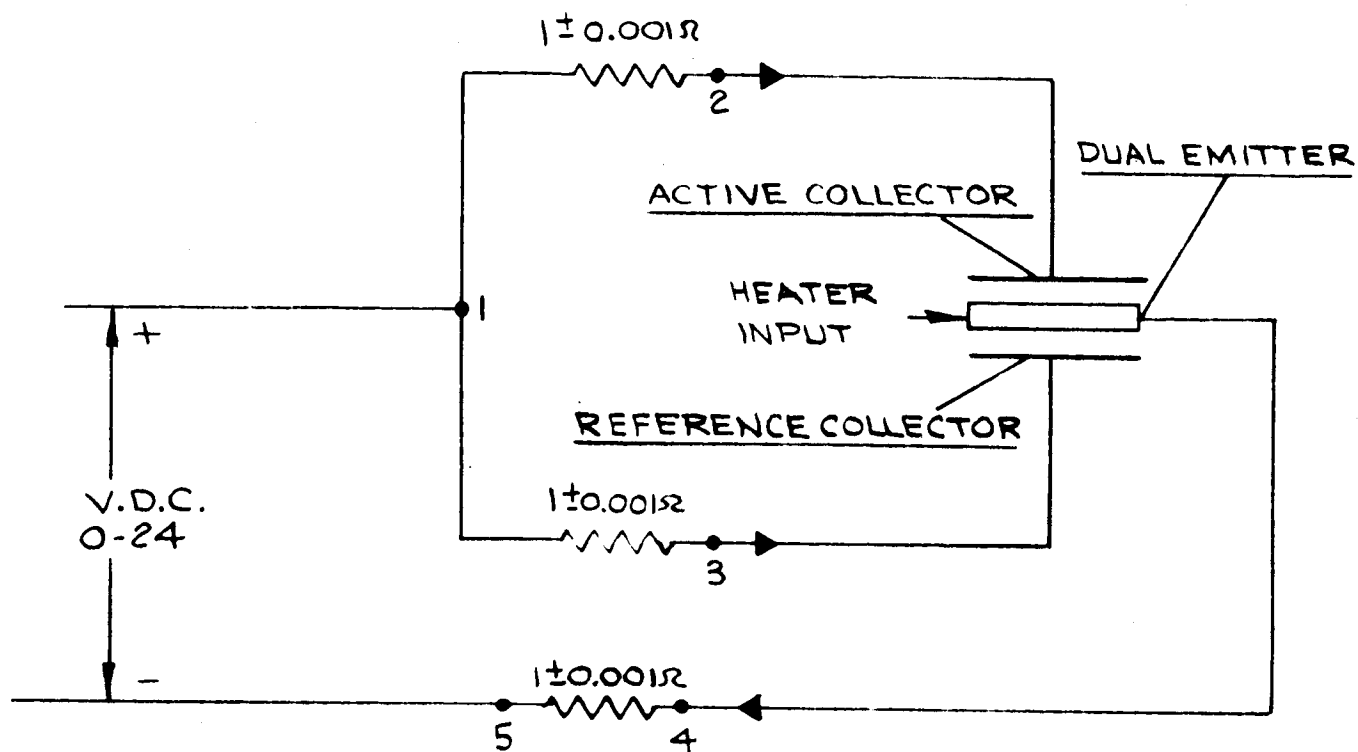 1±0.001Ω
2
DUAL EMITTER
ACTIVE COLLECTOR
HEATER
INPUT
1
+
REFERENCE COLLECTOR
V.D.C.
0-24
1±0.001Ω
3
-
1±0.001Ω
5
4